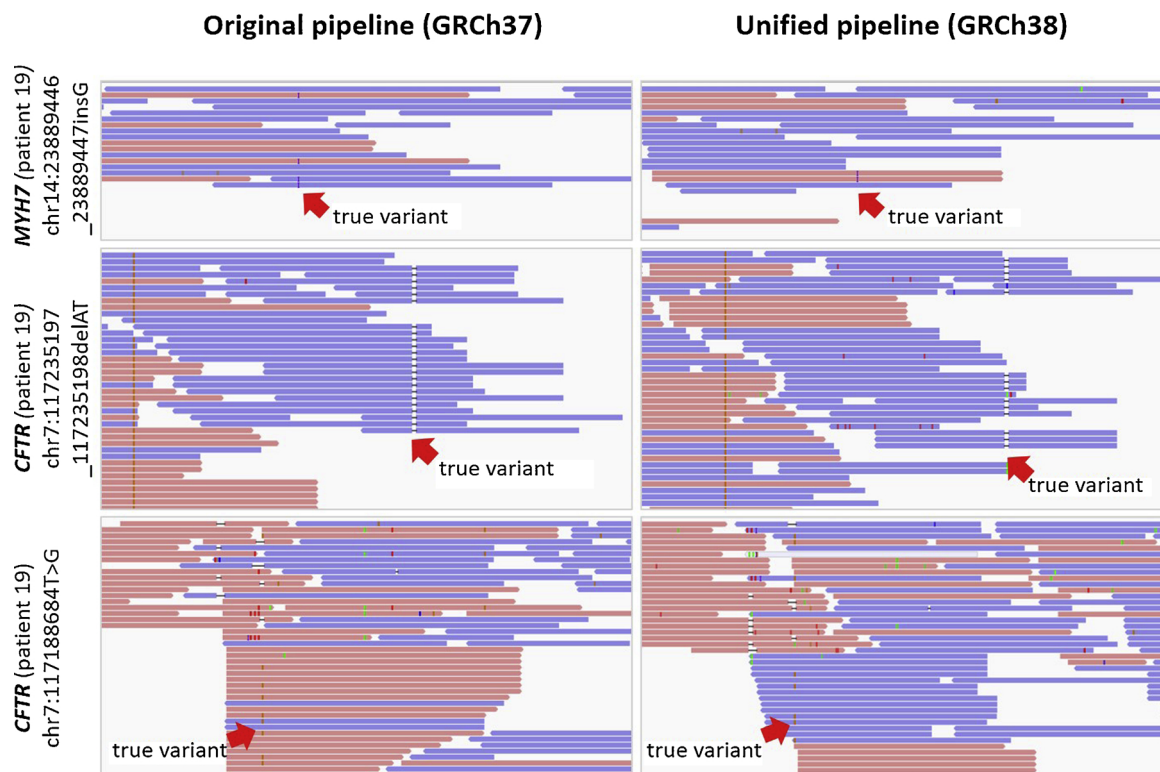 Original pipeline (GRCh37)
Unified pipeline (GRCh38)
MYH7 (patient 19)
chr14:23889446
_23889447insG
true variant
true variant
CFTR (patient 19)
chr7:117235197
_117235198delAT
true variant
true variant
CFTR (patient 19)
chr7:117188684T>G
true variant
true variant